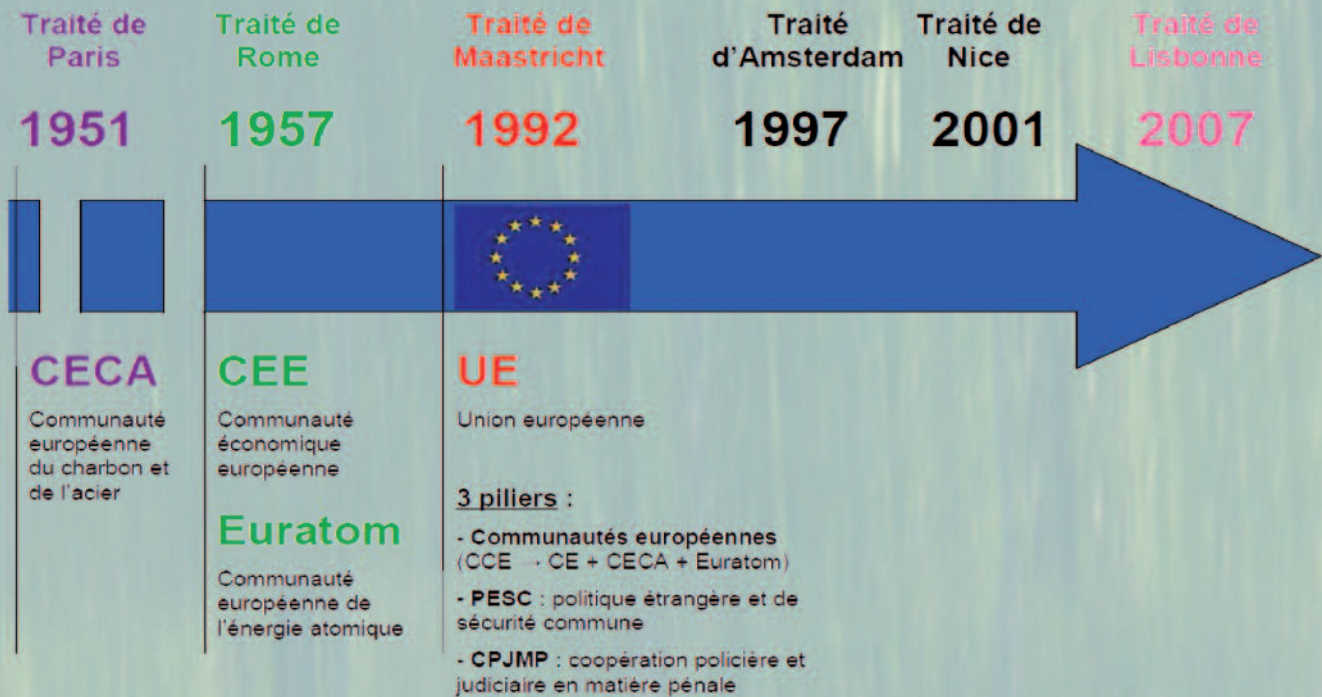 Traité de
Paris
1951
Traité de
Rome
1957
Traité de
Maastricht
1992
Traité
d'Amsterdam
1997
Traité de
Nice
2001
Traité de
Lisbonne
2007
CECA
Communauté
européenne
du charbon et
de l'acier
CEE
Communauté
économique
européenne
Euratom
Communauté
européenne de
l'énergie atomique
UE
Union européenne
3 piliers :
- Communautés européennes
(CCE → CE + CECA + Euratom)
- PESC : politique étrangère et de
sécurité commune
- CPJMP : coopération policière et
judiciaire en matière pénale